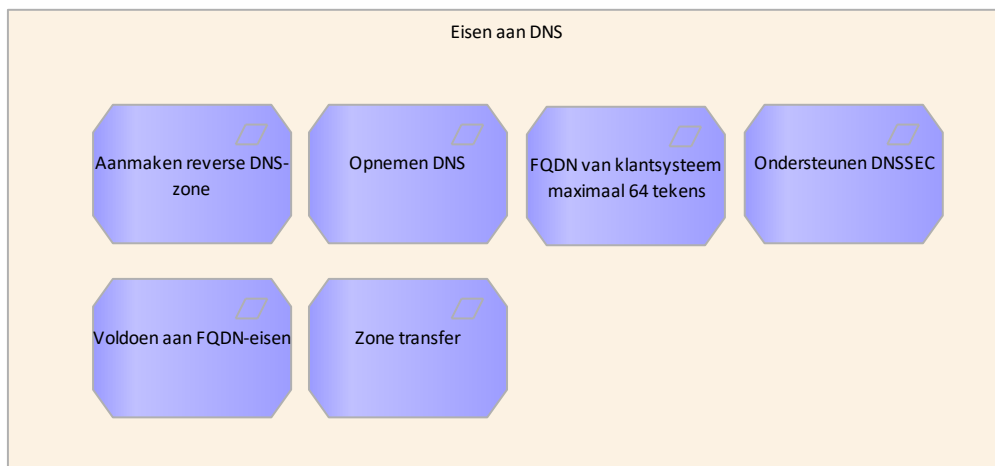 Eisen aan DNS
Aanmaken reverse DNS-
zone
Opnemen DNS
FQDN van klantsysteem
maximaal 64 tekens
Ondersteunen DNSSEC
Voldoen aan FQDN-eisen
Zone transfer